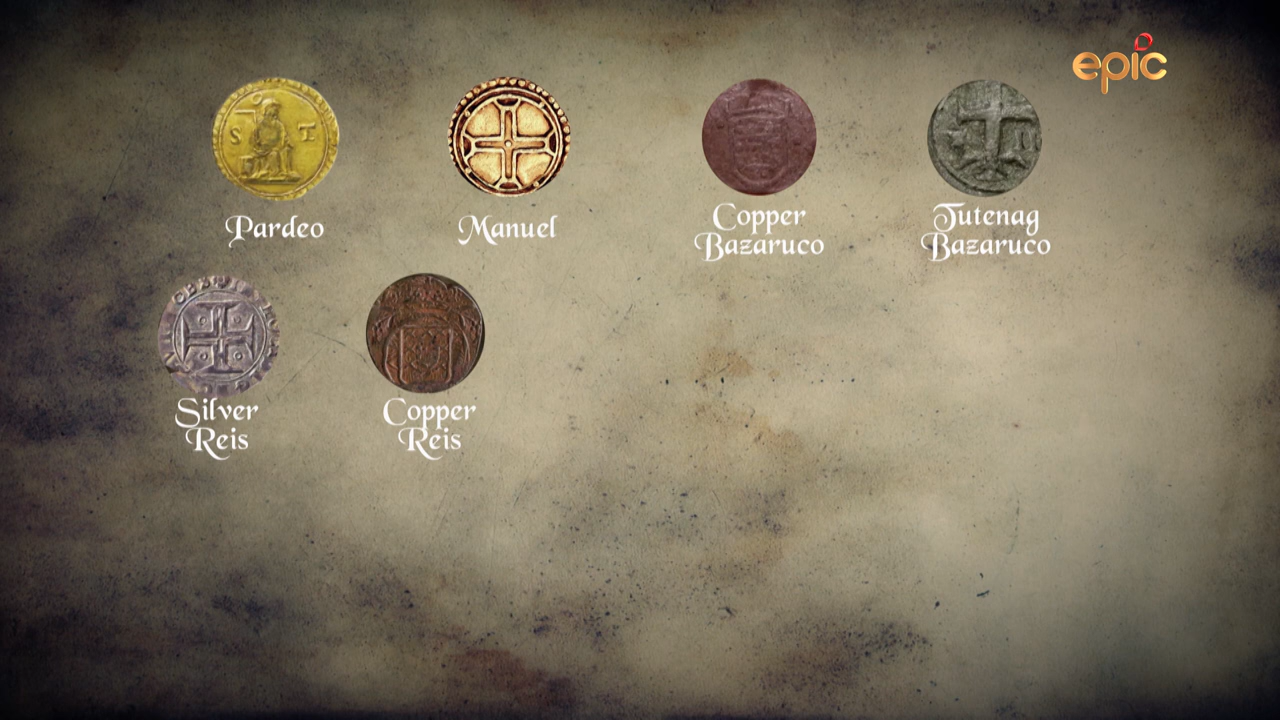 epic
S T
Pardeo
Manuel
Copper
Bazaruco
Tutenag
Bazaruco
Silver
Reis
Copper
Reis